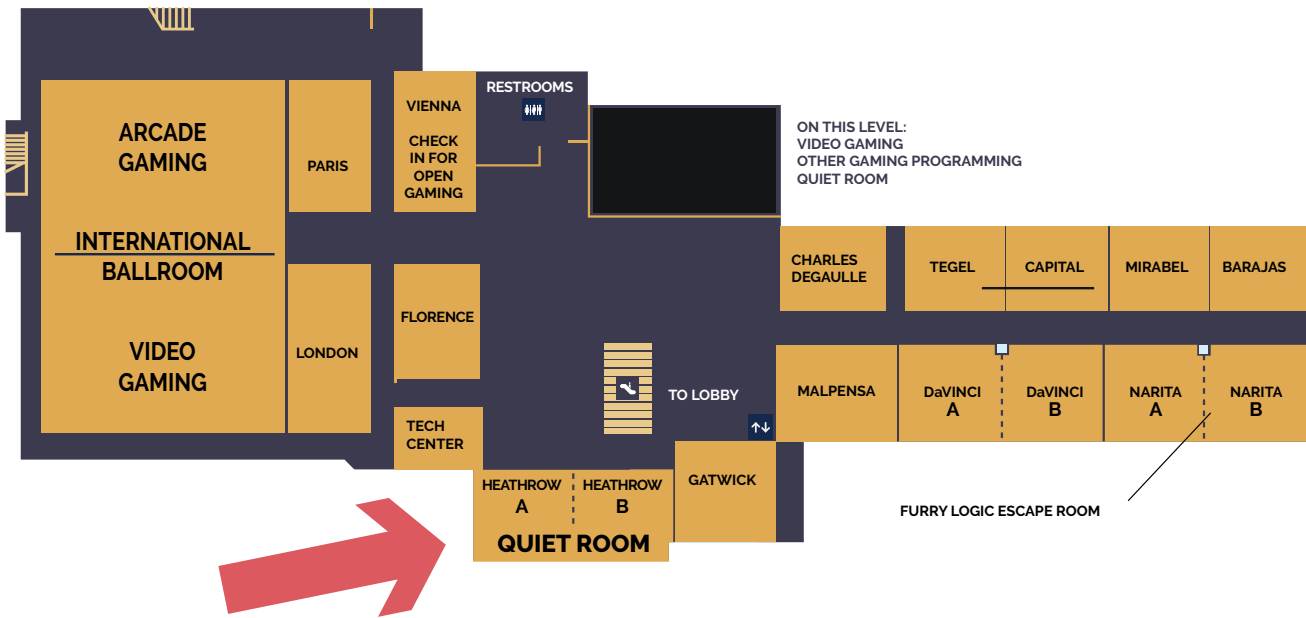 RESTROOMS
ARCADE
GAMING
PARIS
VIENNA
CHECK
IN FOR
OPEN
GAMING
ON THIS LEVEL:
VIDEO GAMING
OTHER GAMING PROGRAMMING
QUIET ROOM
INTERNATIONAL
BALLROOM
CHARLES
DEGAULLE
TEGEL
CAPITAL
MIRABEL
BARAJAS
FLORENCE
VIDEO
GAMING
LONDON
TO LOBBY
MALPENSA
DaVINCI
A
DaVINCI
B
NARITA
A
NARITA
B
TECH
CENTER
HEATHROW
A
HEATHROW
B
GATWICK
QUIET ROOM
FURRY LOGIC ESCAPE ROOM